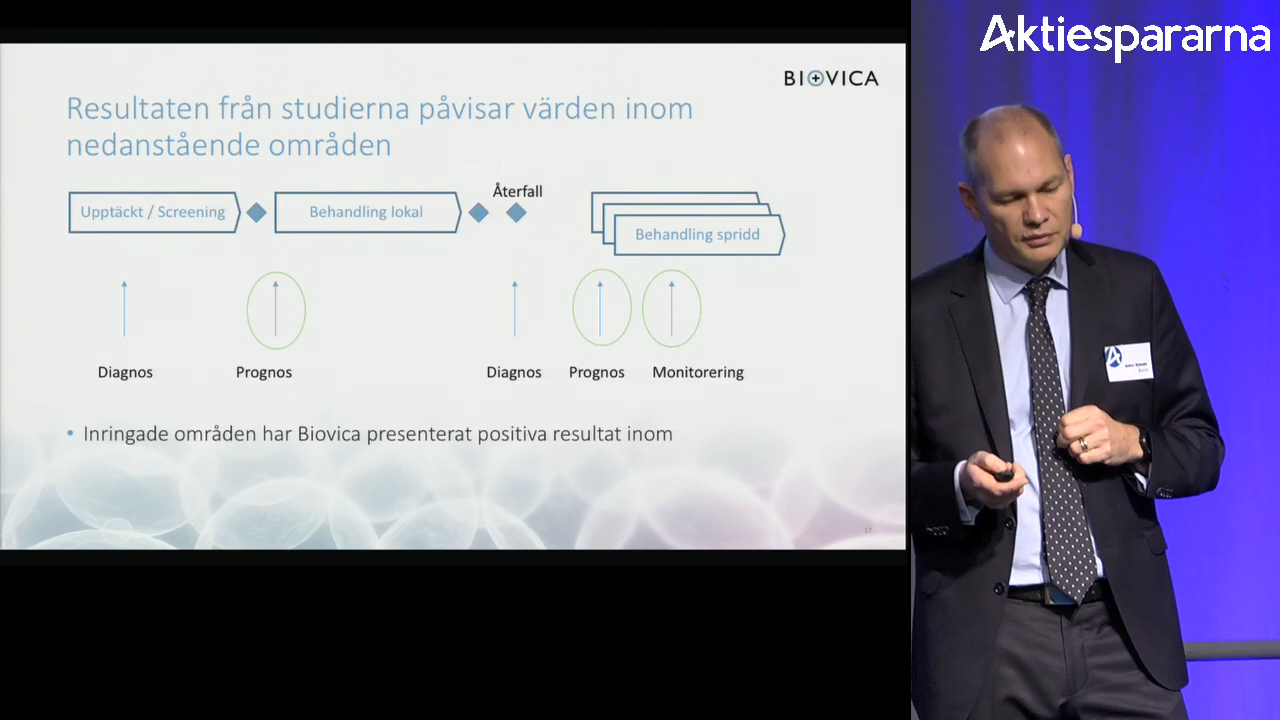 Aktiespararna
BIOVICA
Resultaten från studierna påvisar värden inom
nedanstående områden
Återfall
Upptäckt / Screening
Behandling lokal
Behandling spridd
Diagnos
Prognos
Diagnos
Prognos
Monitorering
• Inringade områden har Biovica presenterat positiva resultat inom
17